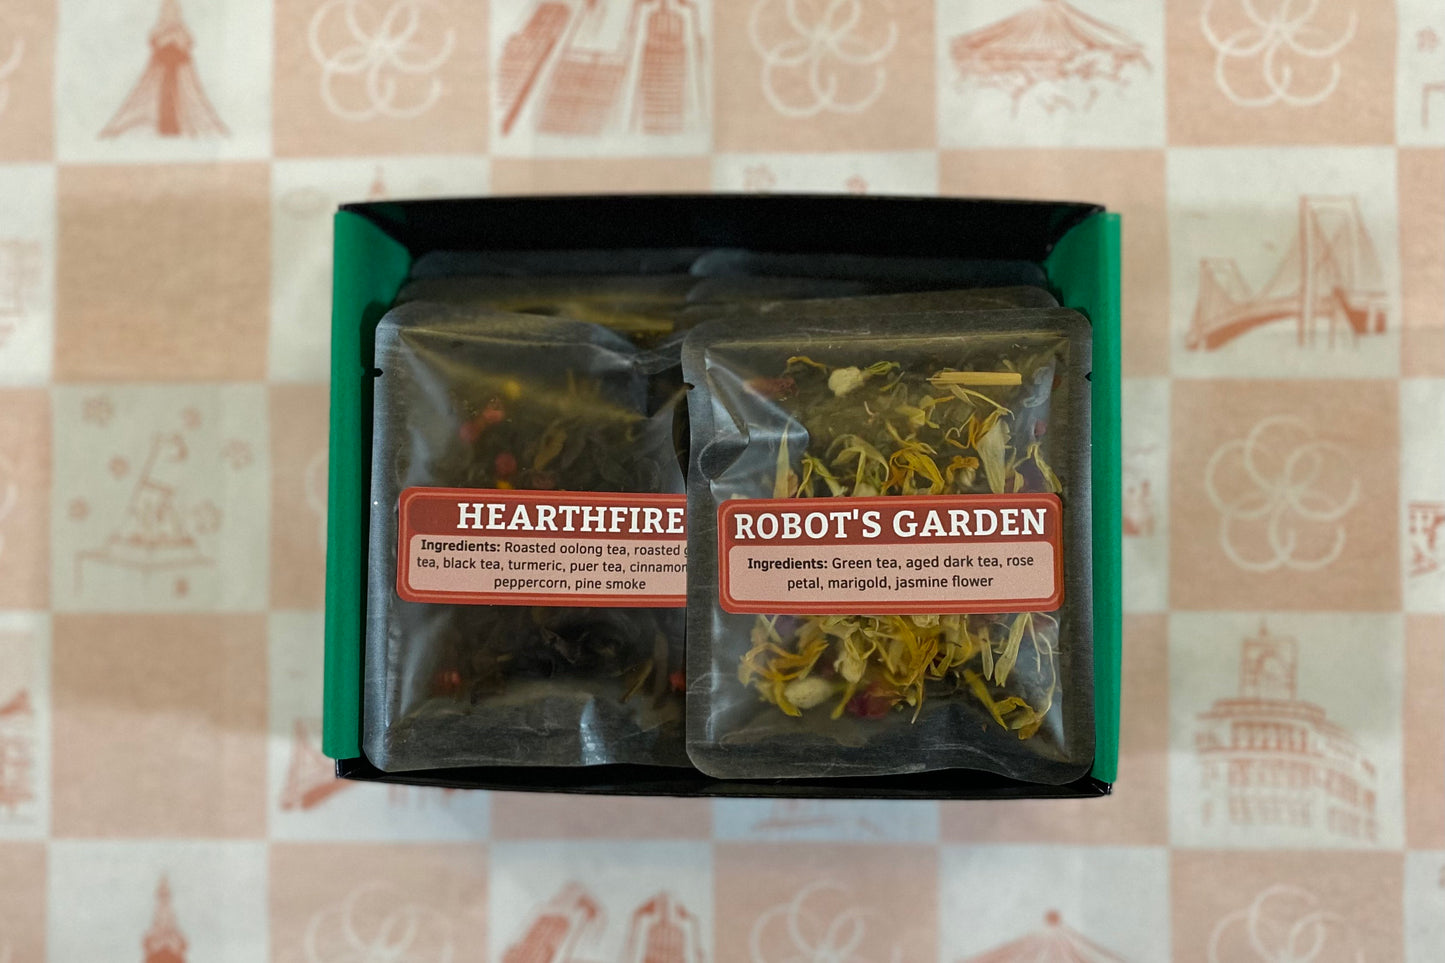 HEARTHFIRE
Ingredients: Roasted oolong tea, roasted
tea, black tea, turmeric, puer tea, cinnamon
peppercorn, pine smoke
ROBOT'S GARDEN
Ingredients: Green tea, aged dark tea, rose
petal, marigold, jasmine flower